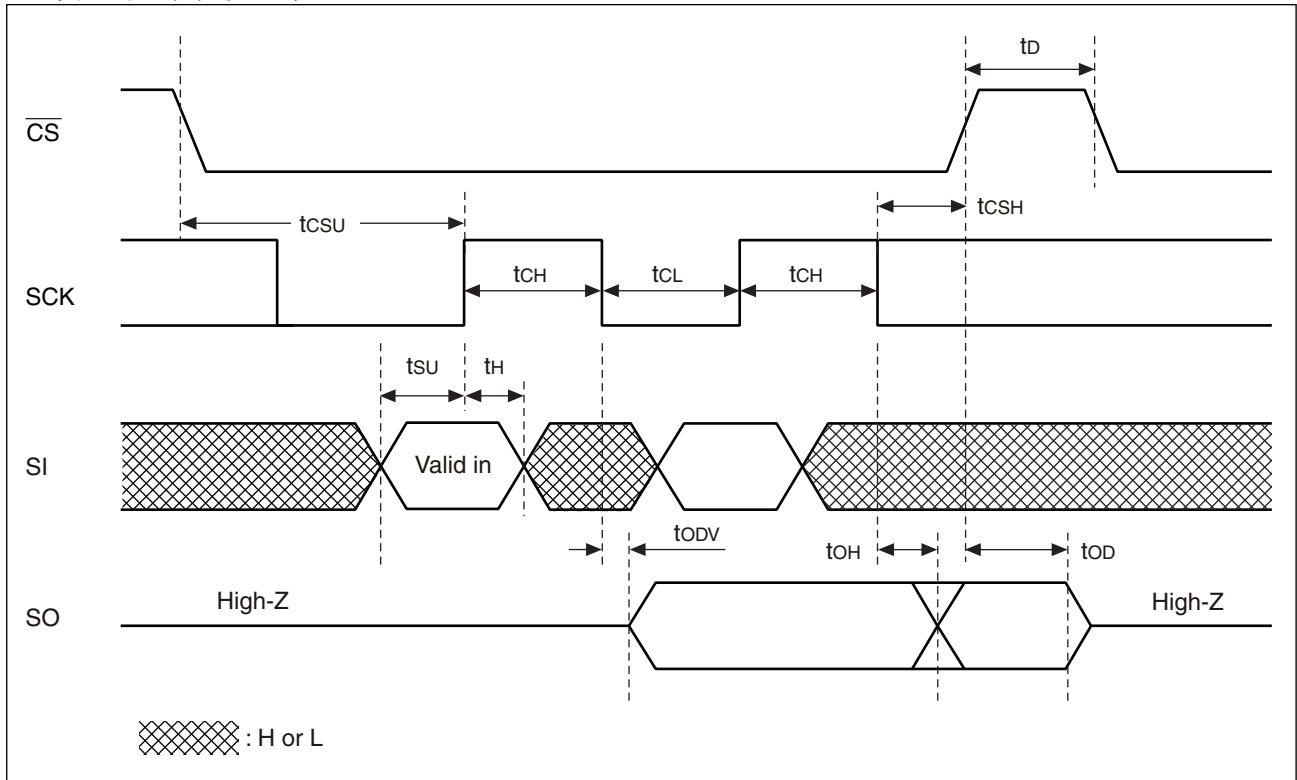 tD
CS
tCSU
tCSH
SCK
tCH
tCL
tCH
tSU
tH
SI
Valid in
tODV
tOH
tOD
SO
High-Z
High-Z
: H or L